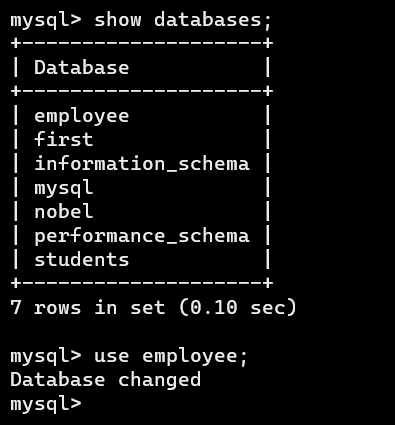 mysql> show databases;
+--------------------+
| Database           |
+--------------------+
| employee           |
| first              |
| information_schema |
| mysql              |
| nobel              |
| performance_schema |
| students           |
+--------------------+
7 rows in set (0.10 sec)

mysql> use employee;
Database changed
mysql>